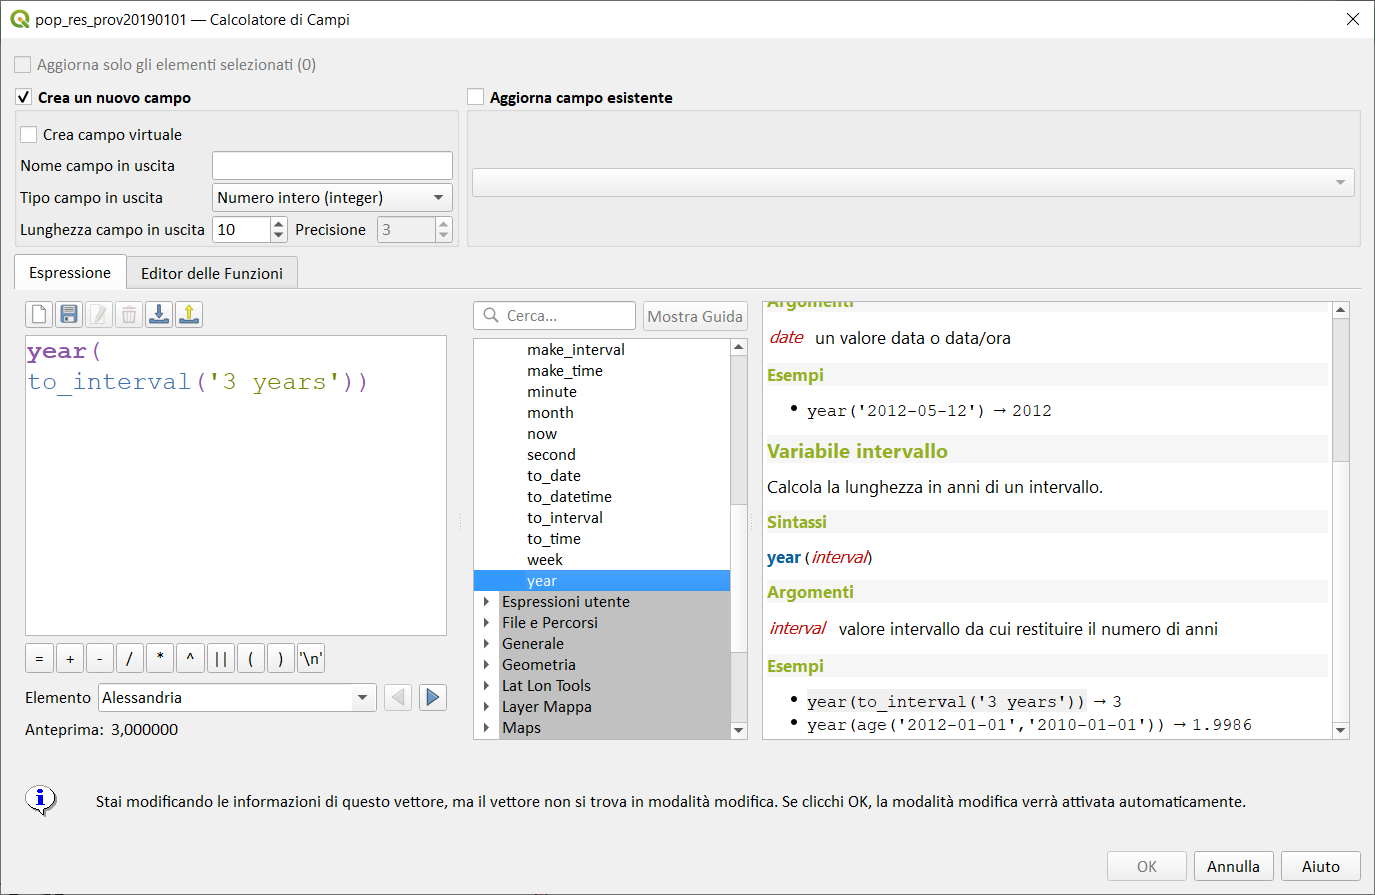 pop_res_prov20190101 — Calcolatore di Campi
Aggiorna solo gli elementi selezionati (0)
Crea un nuovo campo
Crea campo virtuale
Nome campo in uscita
Tipo campo in uscita Numero intero (integer)
Lunghezza campo in uscita 10 Precisione 3
Aggiorna campo esistente
Espressione Editor delle Funzioni
year(
to_interval('3 years'))
= + - / * ^ || ( ) '\n'
Elemento Alessandria
Anteprima: 3,000000
Cerca... Mostra Guida
make_interval
make_time
minute
month
now
second
to_date
to_datetime
to_interval
to_time
week
year
Espressioni utente
File e Percorsi
Generale
Geometria
Lat Lon Tools
Layer Mappa
Maps
Argomenti
date un valore data o data/ora
Esempi
• year('2012-05-12') → 2012
Variabile intervallo
Calcola la lunghezza in anni di un intervallo.
Sintassi
year(interval)
Argomenti
interval valore intervallo da cui restituire il numero di anni
Esempi
• year(to_interval('3 years')) → 3
• year(age('2012-01-01','2010-01-01')) → 1.9986
Stai modificando le informazioni di questo vettore, ma il vettore non si trova in modalità modifica. Se clicchi OK, la modalità modifica verrà attivata automaticamente.
OK Annulla Aiuto